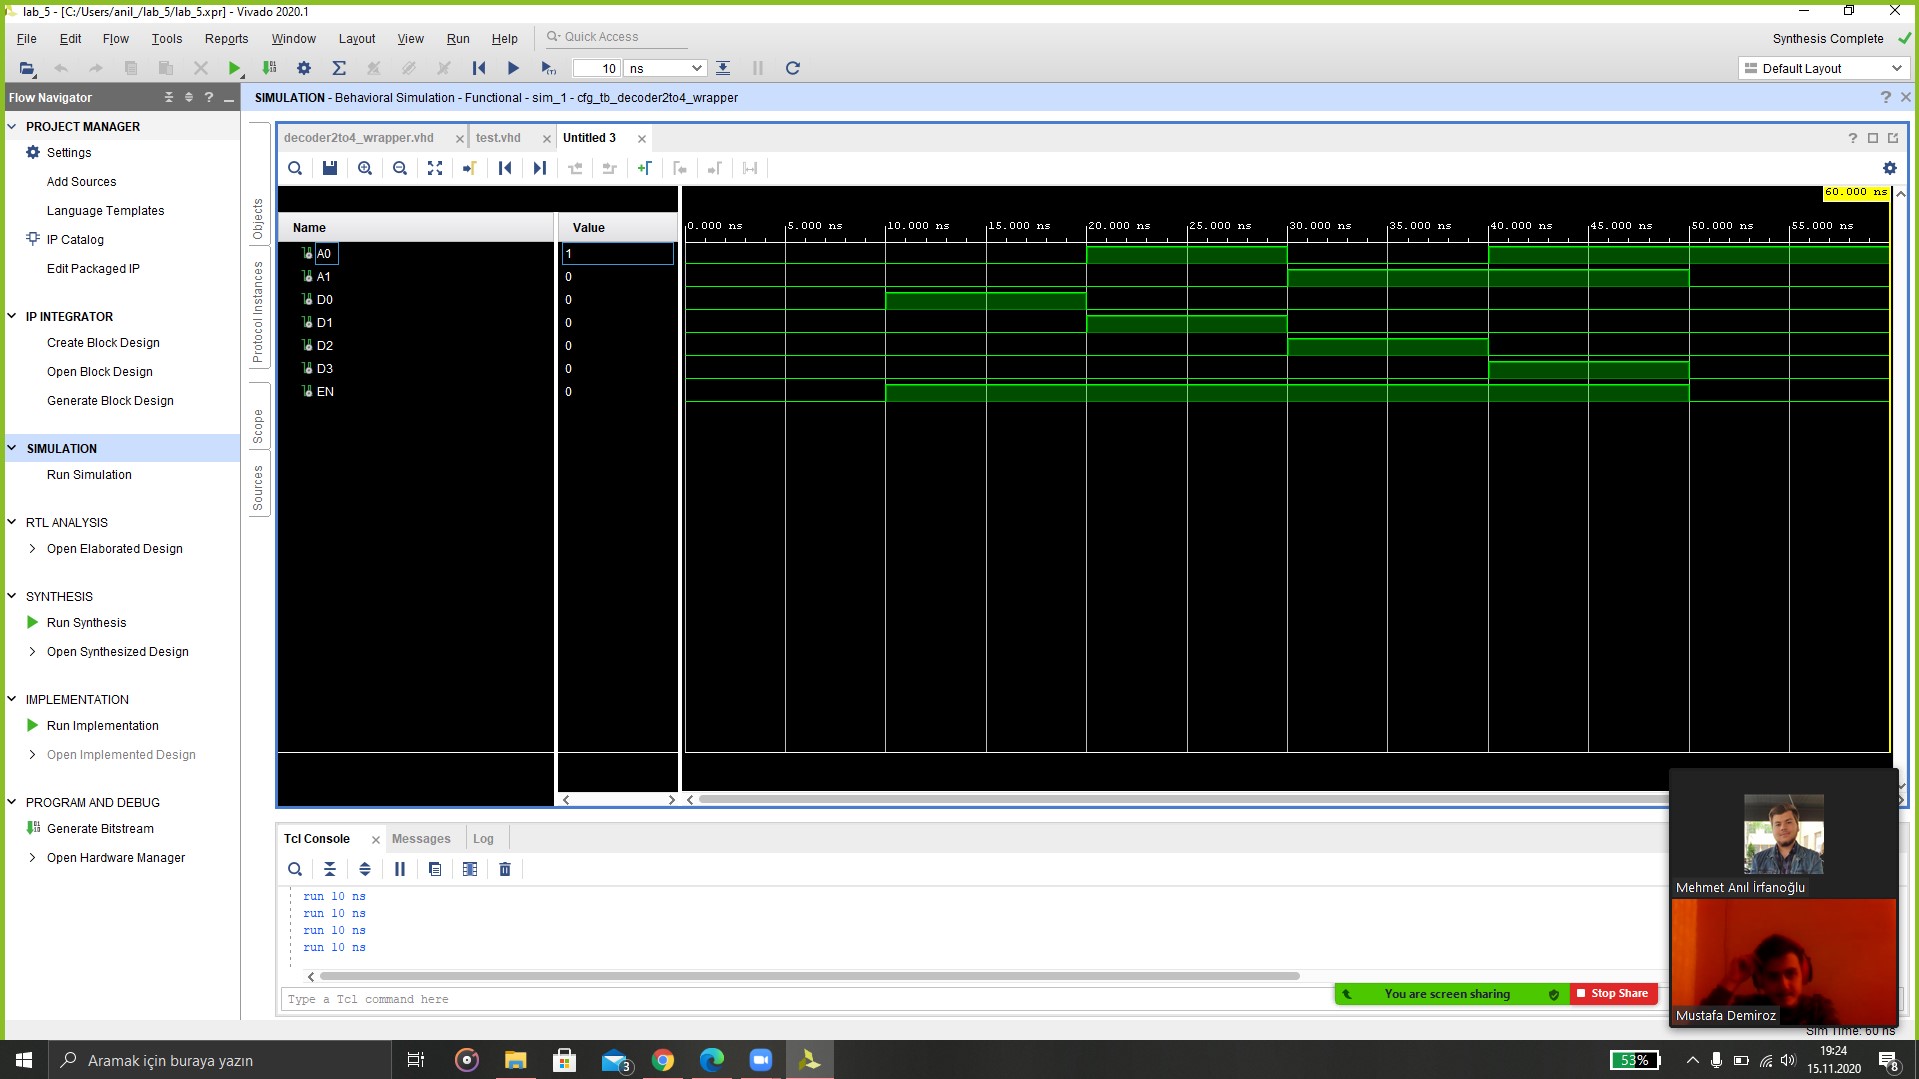 lab_5 - [C:/Users/anil_/lab_5/lab_5.xpr] - Vivado 2020.1
File Edit Flow Tools Reports Window Layout View Run Help Quick Access
Synthesis Complete
10 ns
Default Layout
Flow Navigator
SIMULATION - Behavioral Simulation - Functional - sim_1 - cfg_tb_decoder2to4_wrapper
PROJECT MANAGER
Settings
Add Sources
Language Templates
IP Catalog
Edit Packaged IP
IP INTEGRATOR
Create Block Design
Open Block Design
Generate Block Design
SIMULATION
Run Simulation
RTL ANALYSIS
Open Elaborated Design
SYNTHESIS
Run Synthesis
Open Synthesized Design
IMPLEMENTATION
Run Implementation
Open Implemented Design
PROGRAM AND DEBUG
Generate Bitstream
Open Hardware Manager
Objects
Protocol Instances
Scope
Sources
decoder2to4_wrapper.vhd test.vhd Untitled 3
60.000 ns
Name Value
0.000 ns 5.000 ns 10.000 ns 15.000 ns 20.000 ns 25.000 ns 30.000 ns 35.000 ns 40.000 ns 45.000 ns 50.000 ns 55.000 ns
A0 1
A1 0
D0 0
D1 0
D2 0
D3 0
EN 0
Tcl Console Messages Log
run 10 ns
run 10 ns
run 10 ns
run 10 ns
Type a Tcl command here
You are screen sharing Stop Share
Mehmet Anıl İrfanoğlu
Mustafa Demiroz
Sim Time: 60 ns
Aramak için buraya yazın
3
53%
19:24
15.11.2020
8